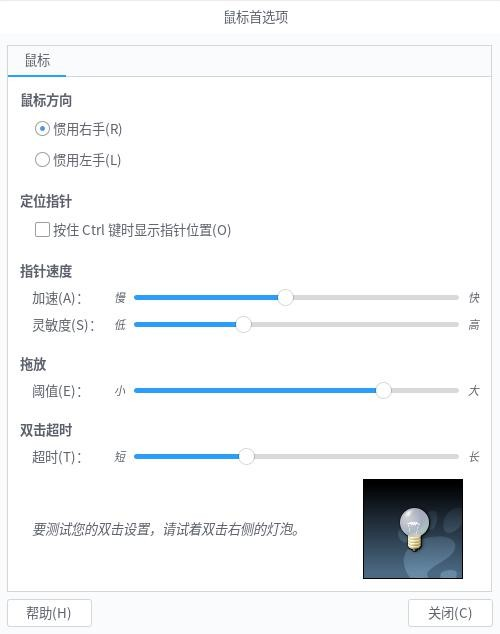 鼠标首选项
鼠标
鼠标方向
惯用右手(R)
惯用左手(L)
定位指针
按住 Ctrl 键时显示指针位置(O)
指针速度
加速(A)： 慢 快
灵敏度(S)： 低 高
拖放
阈值(E)： 小 大
双击超时
超时(T)： 短 长
要测试您的双击设置，请试着双击右侧的灯泡。
帮助(H) 关闭(C)